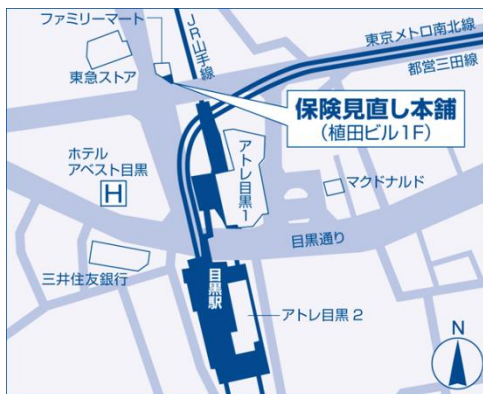 ファミリーマート
JR山手線
東急ストア
東京メトロ南北線
都営三田線
保険見直し本舗
(植田ビル1F)
ホテル
アベスト目黒
H
アトレ目黒1
マクドナルド
目黒通り
三井住友銀行
目黒駅
アトレ目黒2
N